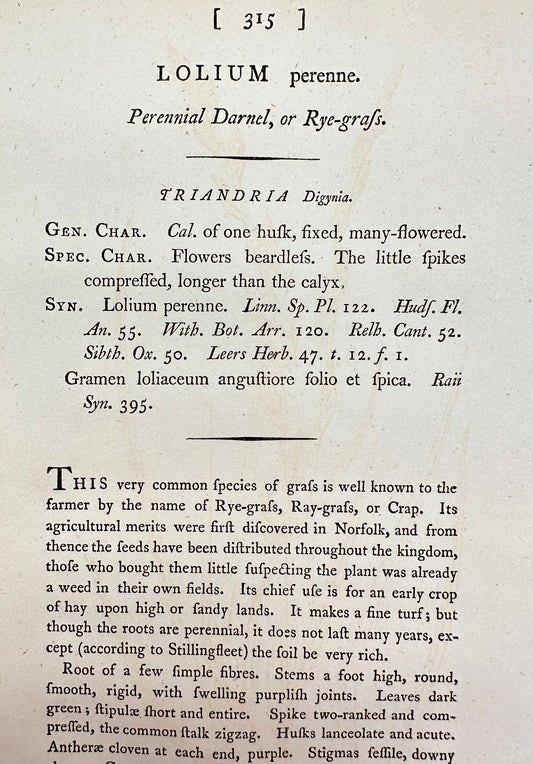 [ 315 ]
LOLIUM perenne.
Perennial Darnel, or Rye-graſs.
TRIANDRIA Digynia.
GEN. CHAR. Cal. of one huſk, fixed, many-flowered.
SPEC. CHAR. Flowers beardleſs. The little ſpikes
compreſſed, longer than the calyx.
SYN. Lolium perenne. Linn. Sp. Pl. 122. Hudſ. Fl.
An. 55. With. Bot. Arr. 120. Relh. Cant. 52.
Sibth. Ox. 50. Leers Herb. 47. t. 12. f. 1.
Gramen loliaceum anguſtiore folio et ſpica. Raii
Syn. 395.
THIS very common ſpecies of graſs is well known to the
farmer by the name of Rye-graſs, Ray-graſs, or Crap. Its
agricultural merits were firſt diſcovered in Norfolk, and from
thence the ſeeds have been diſtributed throughout the kingdom,
thoſe who bought them little ſuſpecting the plant was already
a weed in their own fields. Its chief uſe is for an early crop
of hay upon high or ſandy lands. It makes a fine turf; but
though the roots are perennial, it does not laſt many years, ex-
cept (according to Stillingfleet) the ſoil be very rich.
Root of a few ſimple fibres. Stems a foot high, round,
ſmooth, rigid, with ſwelling purpliſh joints. Leaves dark
green; ſtipulæ ſhort and entire. Spike two-ranked and com-
preſſed, the common ſtalk zigzag. Huſks lanceolate and acute.
Antheræ cloven at each end, purple. Stigmas ſeſſile, downy